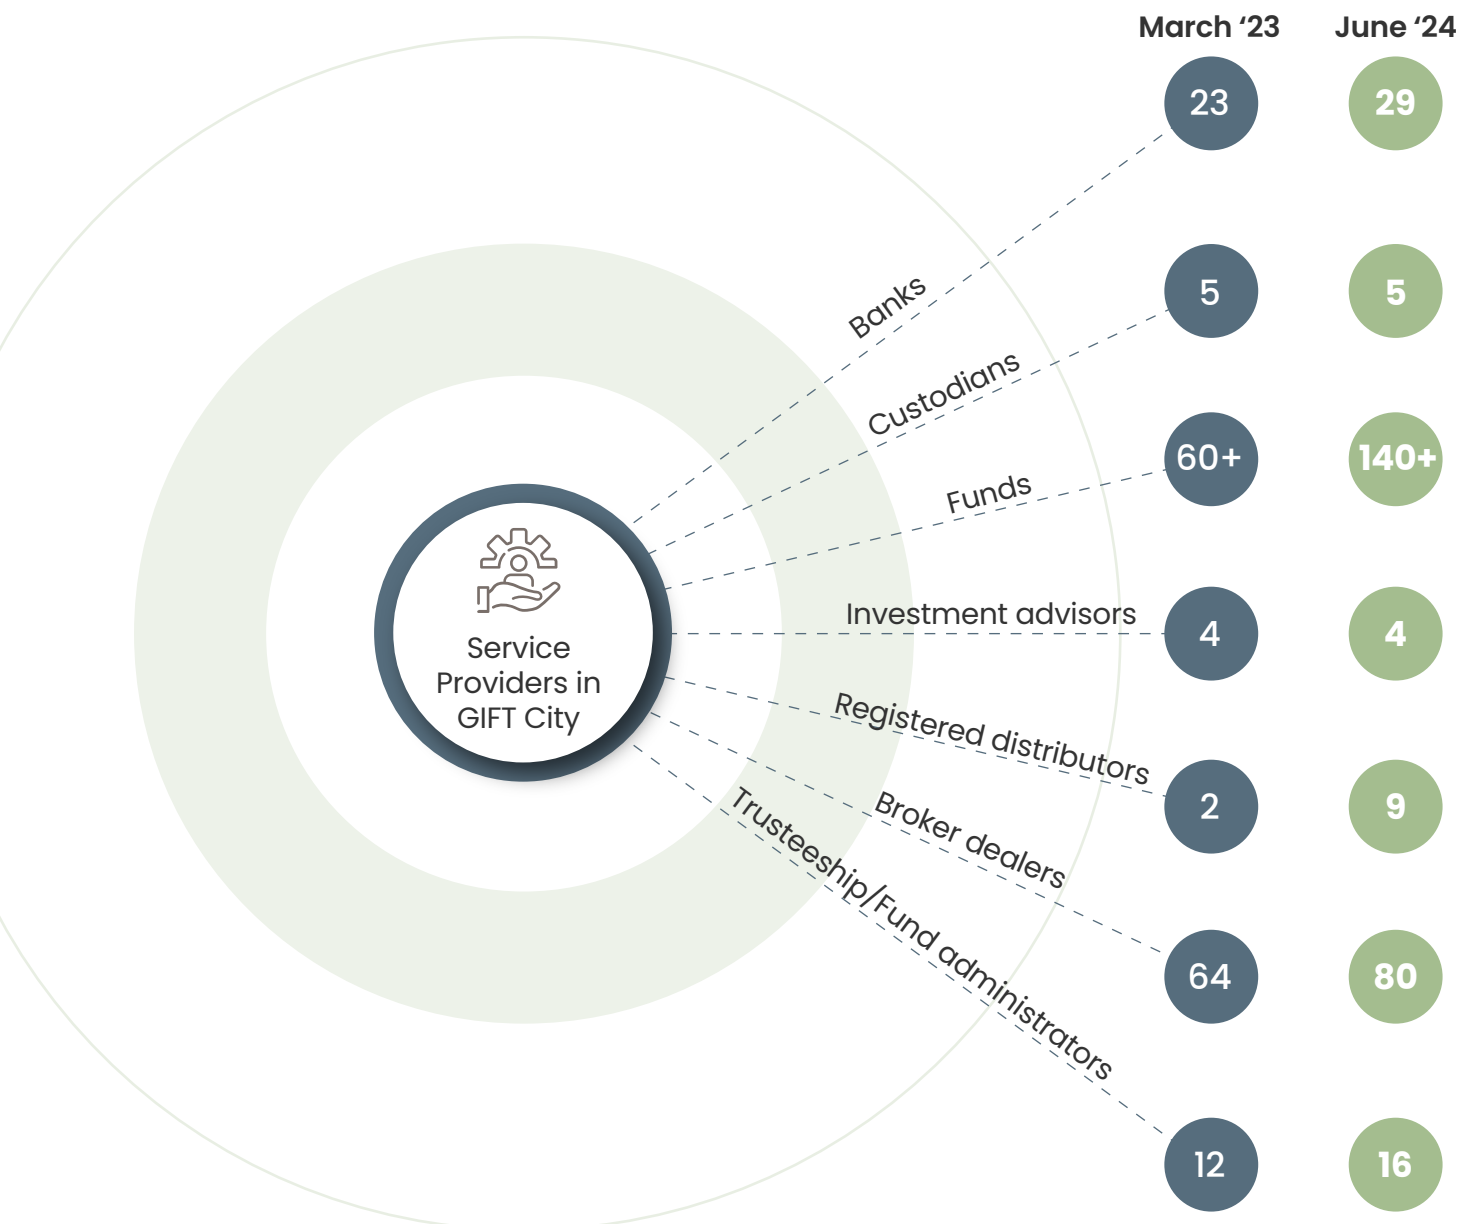 March ‘23 June ‘24
Banks 23 29
Custodians 5 5
Funds 60+ 140+
Investment advisors 4 4
Registered distributors 2 9
Broker dealers 64 80
Trusteeship/Fund administrators 12 16
Service
Providers in
GIFT City